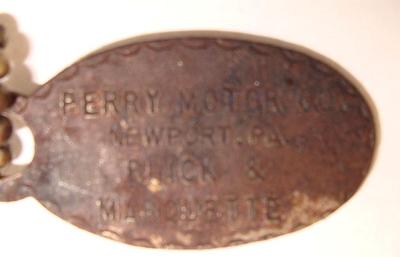 PERRY MOTOR CO.
NEWPORT, PA.
BUICK &
MARQUETTE